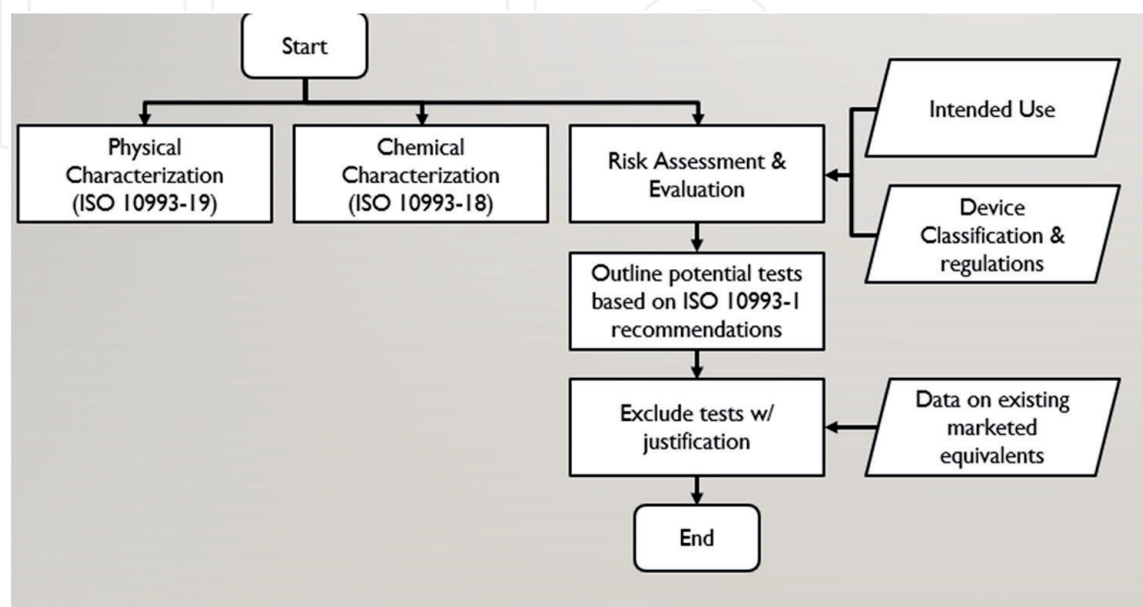 Start
Physical
Characterization
(ISO 10993-19)
Chemical
Characterization
(ISO 10993-18)
Risk Assessment &
Evaluation
Intended Use
Device
Classification &
regulations
Outline potential tests
based on ISO 10993-1
recommendations
Exclude tests w/
justification
Data on existing
marketed
equivalents
End